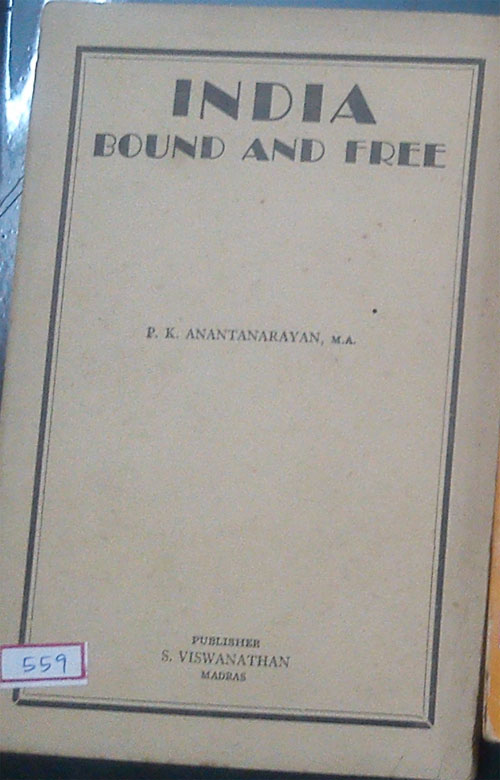 INDIA
BOUND AND FREE
P. K. ANANTANARAYAN, M.A.
PUBLISHER
S. VISWANATHAN
MADRAS
559